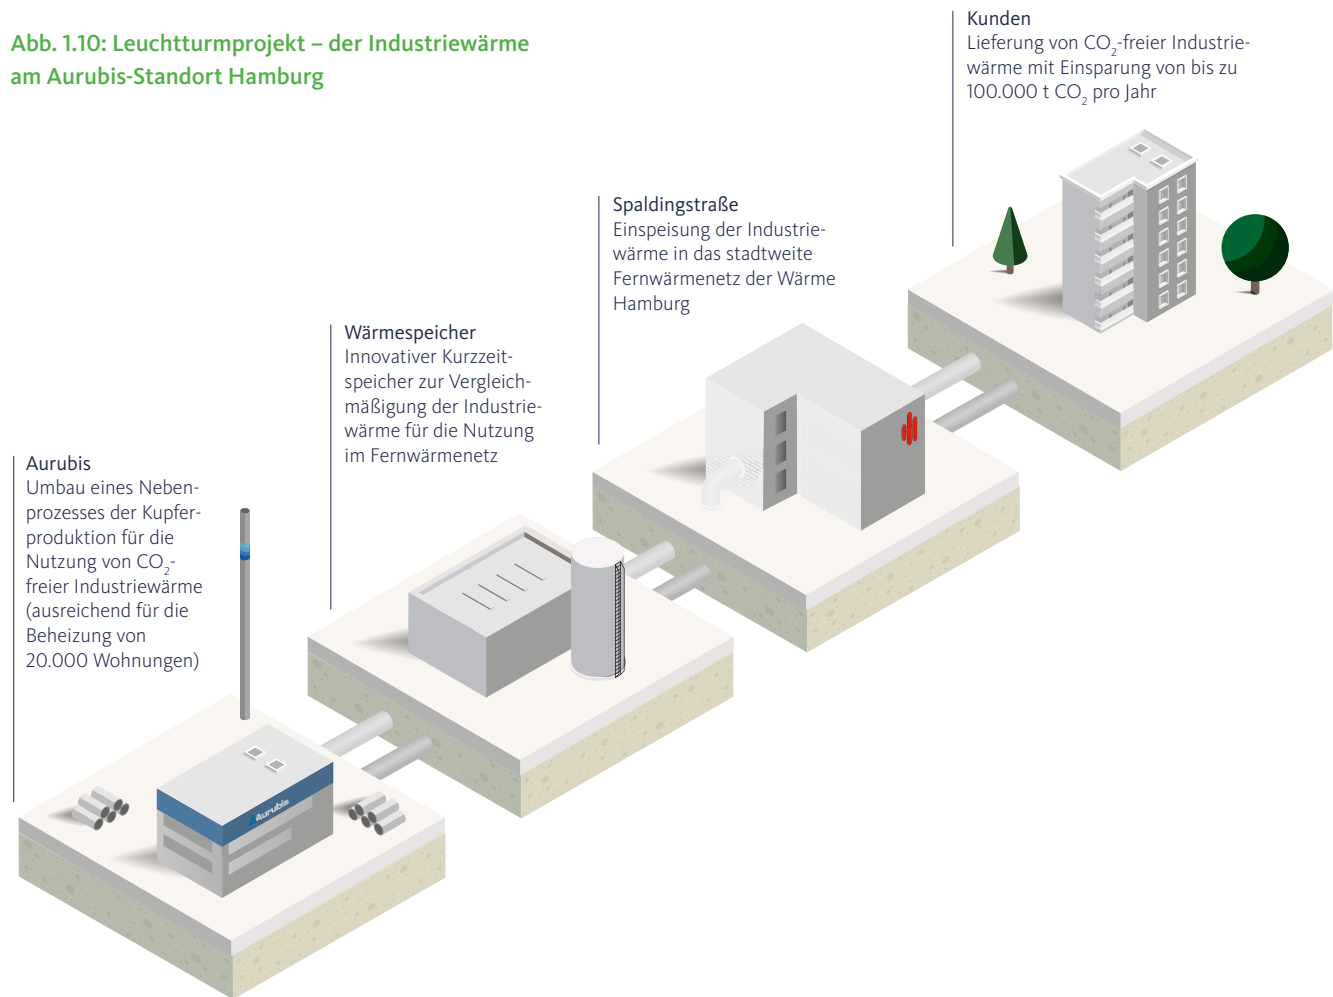 Abb. 1.10: Leuchtturmprojekt – der Industriewärme
am Aurubis-Standort Hamburg
Kunden
Lieferung von CO₂-freier Industrie-
wärme mit Einsparung von bis zu
100.000 t CO₂ pro Jahr
Spaldingstraße
Einspeisung der Industrie-
wärme in das stadtweite
Fernwärmenetz der Wärme
Hamburg
Wärmespeicher
Innovativer Kurzzeit-
speicher zur Vergleich-
mäßigung der Industrie-
wärme für die Nutzung
im Fernwärmenetz
Aurubis
Umbau eines Neben-
prozesses der Kupfer-
produktion für die
Nutzung von CO₂-
freier Industriewärme
(ausreichend für die
Beheizung von
20.000 Wohnungen)
Aurubis